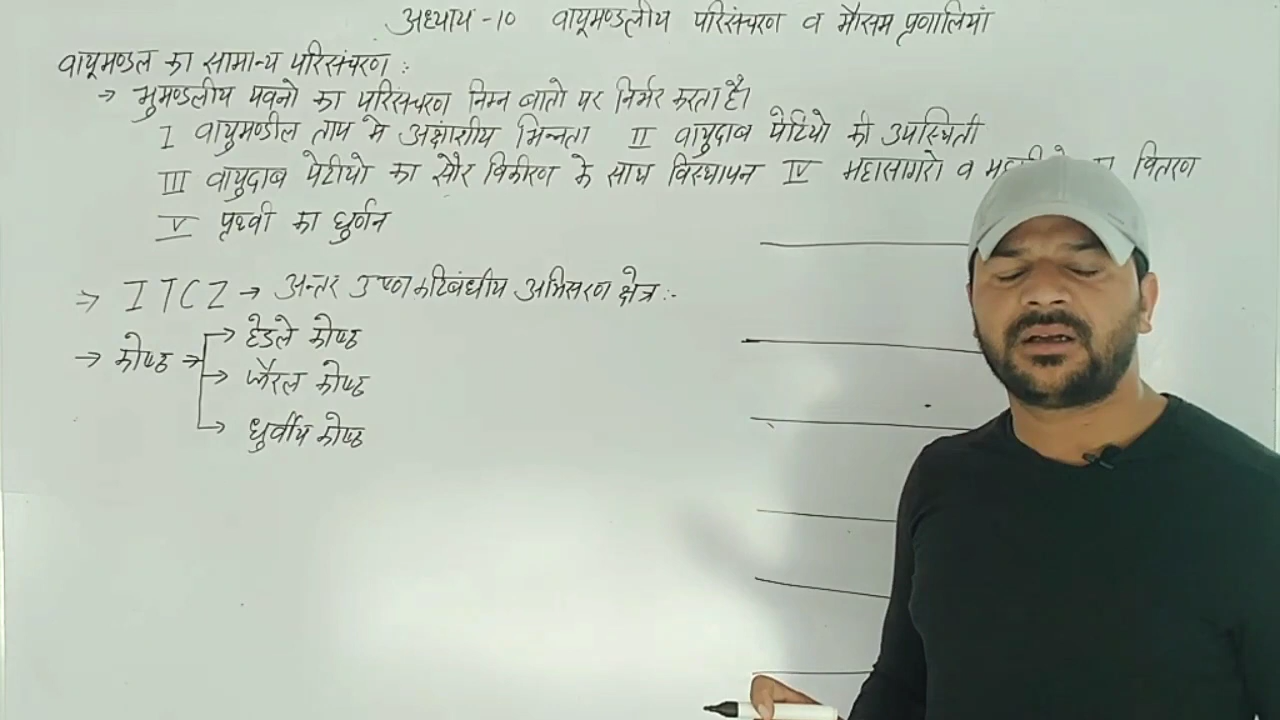 अध्याय -10 वायूमण्डलीय परिसंचरण व मौसम प्रणालियां
वायूमण्डल का सामान्य परिसंचरण :
→ भुमण्डलीय पवनो का परिसंचरण निम्न बातो पर निर्भर करता है।
I वायुमण्डील ताप मे अक्षांशीय भिन्नता II वायुदाब पेटियो की उपस्थिती
III वायुदाब पेटीयो का सौर विकीरण के साथ विस्थापन IV महासागरो व वितरण
V पृथ्वी का घुर्णन
⇒ ITCZ → अन्तर उष्ण कटिबंधीय अभिसरण क्षेत्र :-
→ कोष्ठ → → हेडले कोष्ठ
→ फैरल कोष्ठ
→ ध्रुर्वीय कोष्ठ